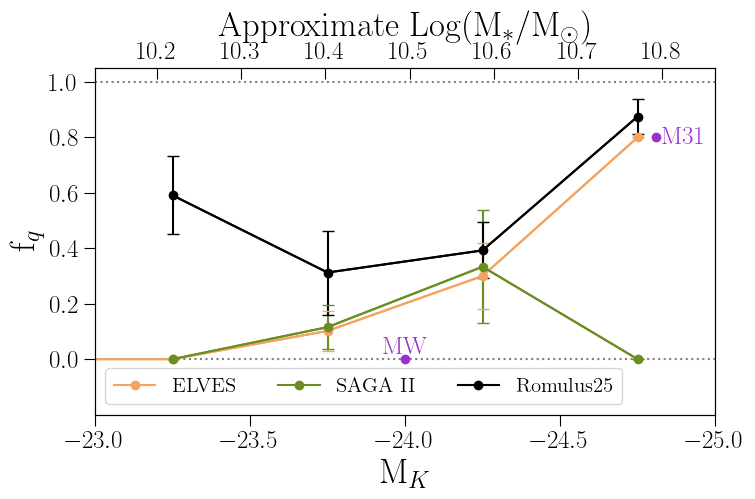 Approximate Log(M*/M⊙)
10.2 10.3 10.4 10.5 10.6 10.7 10.8
1.0
0.8
0.6
0.4
0.2
0.0
f_q
M31
MW
ELVES SAGA II Romulus25
−23.0 −23.5 −24.0 −24.5 −25.0
M_K